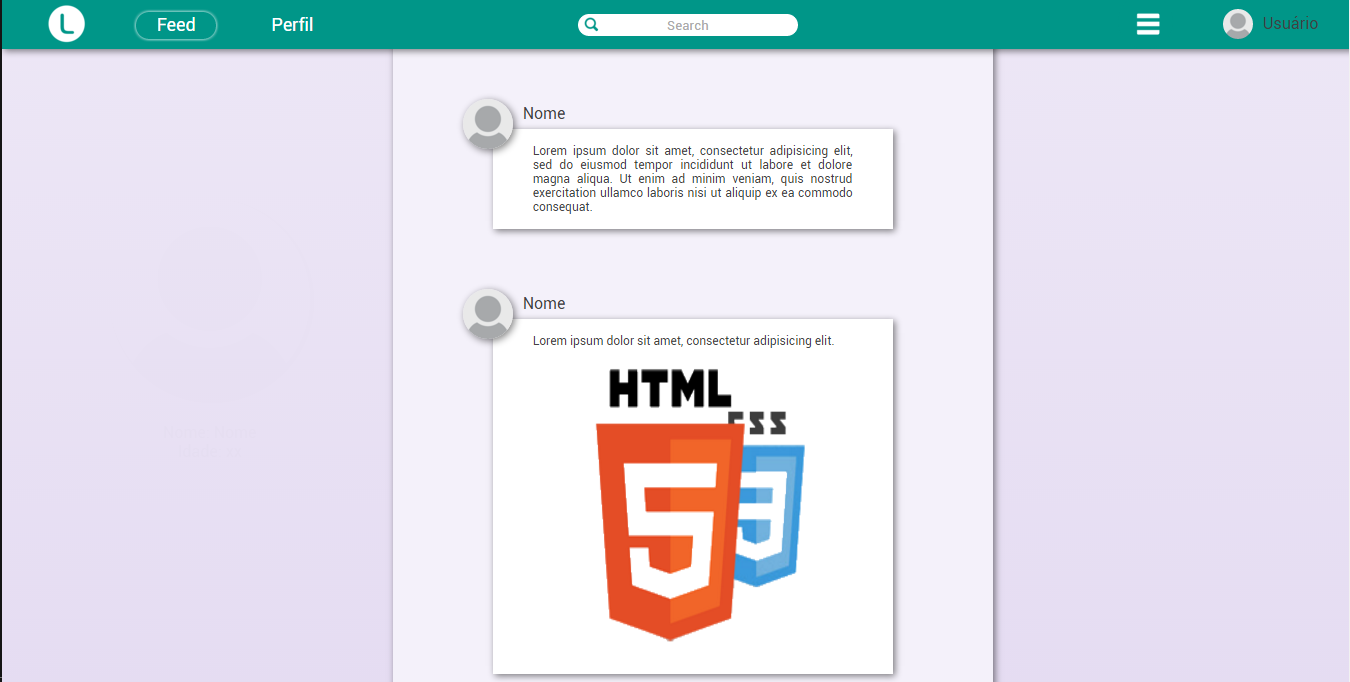 L
Feed
Perfil
Search
Usuário
Nome
Lorem ipsum dolor sit amet, consectetur adipisicing elit,
sed do eiusmod tempor incididunt ut labore et dolore
magna aliqua. Ut enim ad minim veniam, quis nostrud
exercitation ullamco laboris nisi ut aliquip ex ea commodo
consequat.
Nome
Lorem ipsum dolor sit amet, consectetur adipisicing elit.
HTML
CSS
5
3